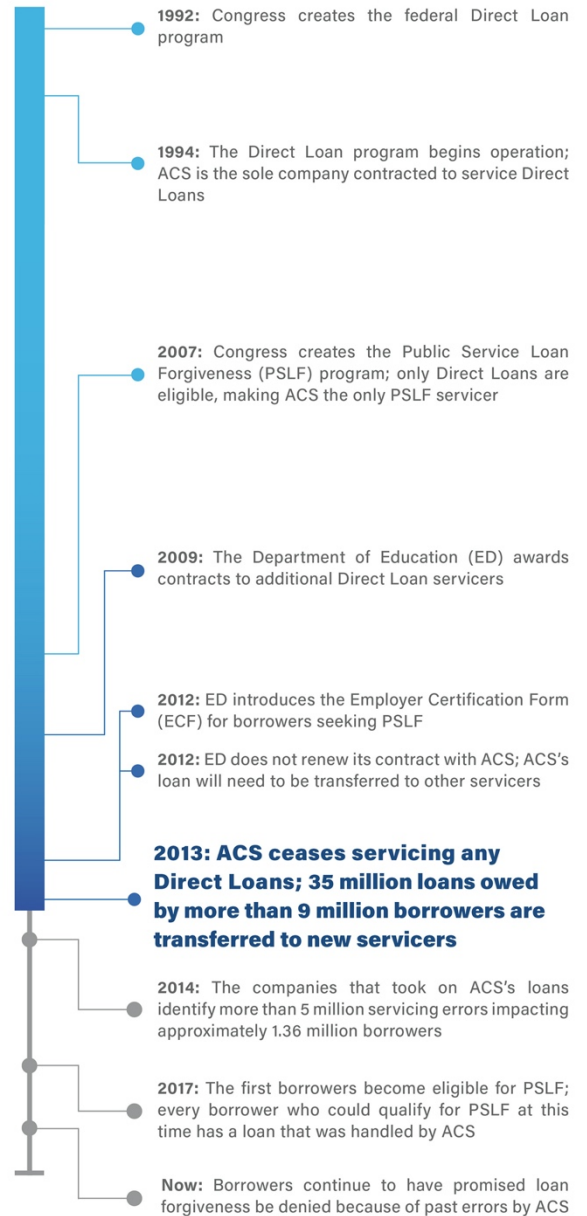 1992: Congress creates the federal Direct Loan
program
1994: The Direct Loan program begins operation;
ACS is the sole company contracted to service Direct
Loans
2007: Congress creates the Public Service Loan
Forgiveness (PSLF) program; only Direct Loans are
eligible, making ACS the only PSLF servicer
2009: The Department of Education (ED) awards
contracts to additional Direct Loan servicers
2012: ED introduces the Employer Certification Form
(ECF) for borrowers seeking PSLF
2012: ED does not renew its contract with ACS; ACS’s
loan will need to be transferred to other servicers
2013: ACS ceases servicing any
Direct Loans; 35 million loans owed
by more than 9 million borrowers are
transferred to new servicers
2014: The companies that took on ACS’s loans
identify more than 5 million servicing errors impacting
approximately 1.36 million borrowers
2017: The first borrowers become eligible for PSLF;
every borrower who could qualify for PSLF at this
time has a loan that was handled by ACS
Now: Borrowers continue to have promised loan
forgiveness be denied because of past errors by ACS